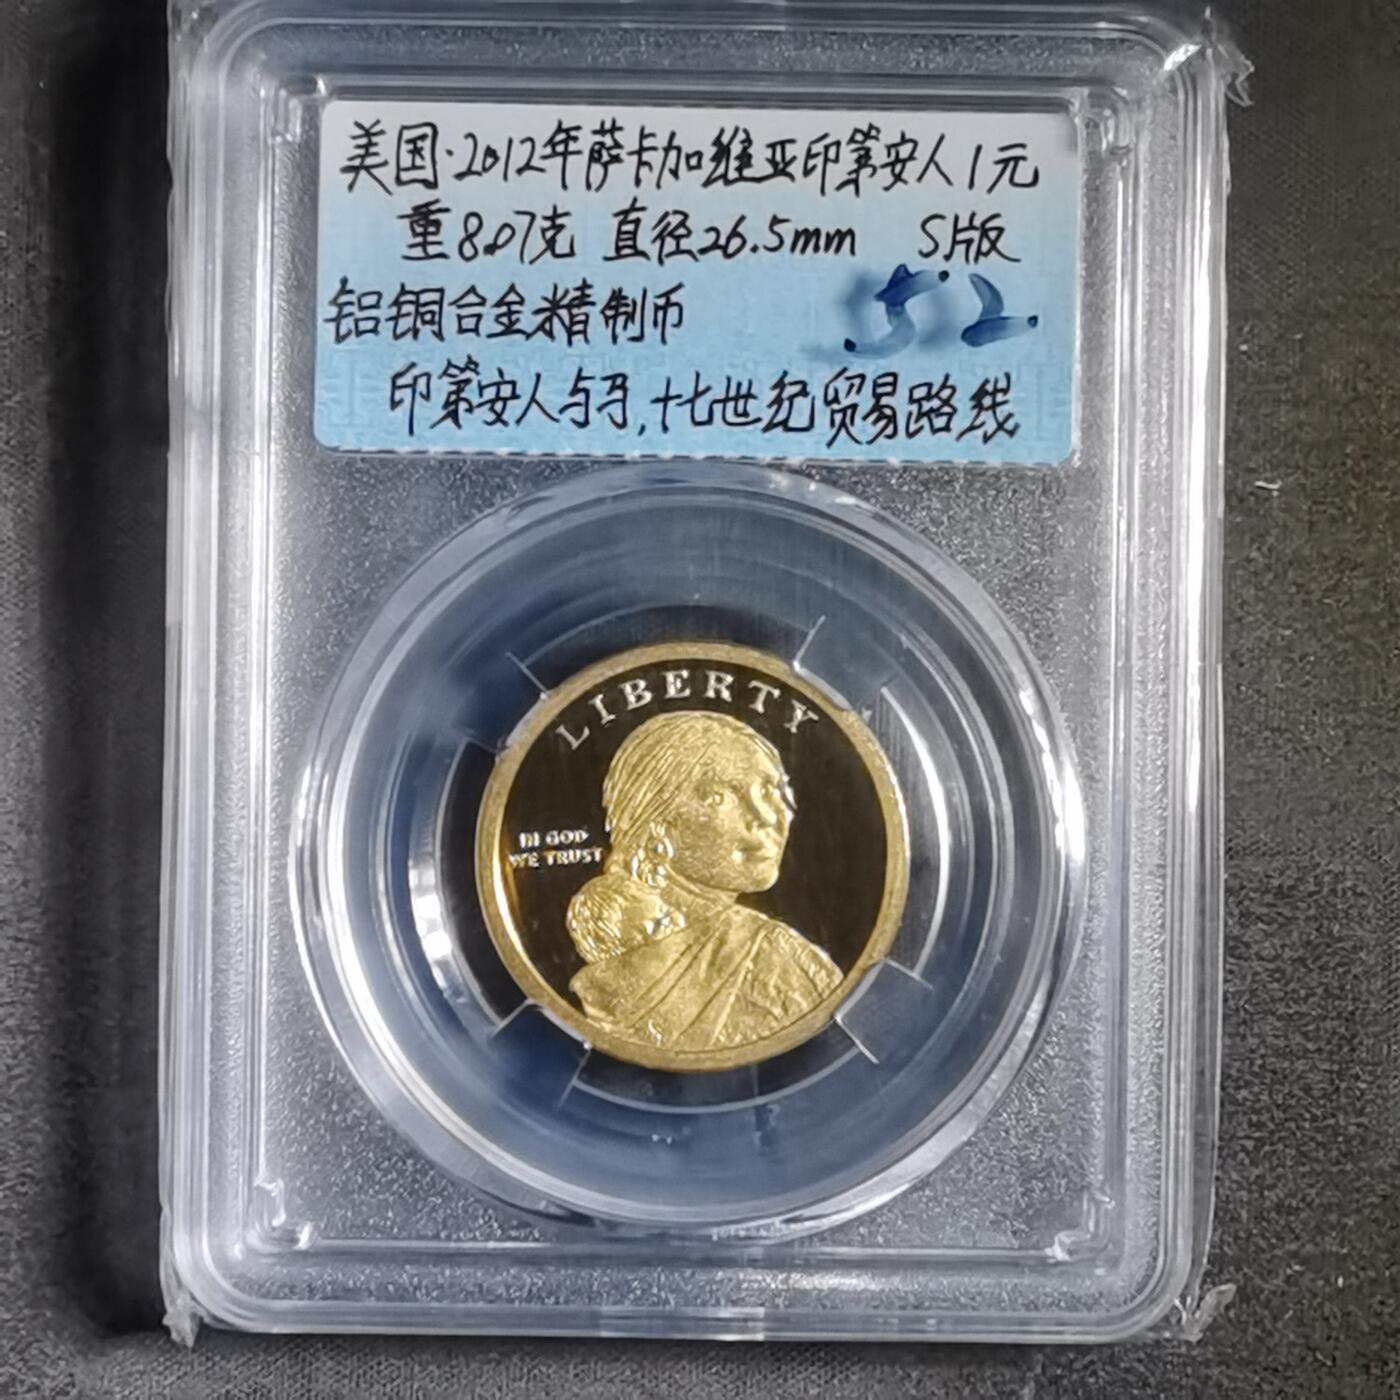 美国·2012年萨卡加维亚印第安人1元
重8.07克 直径26.5mm S版
铝铜合金精制币
52
印第安人与马,十七世纪贸易路线
LIBERTY
IN GOD
WE TRUST